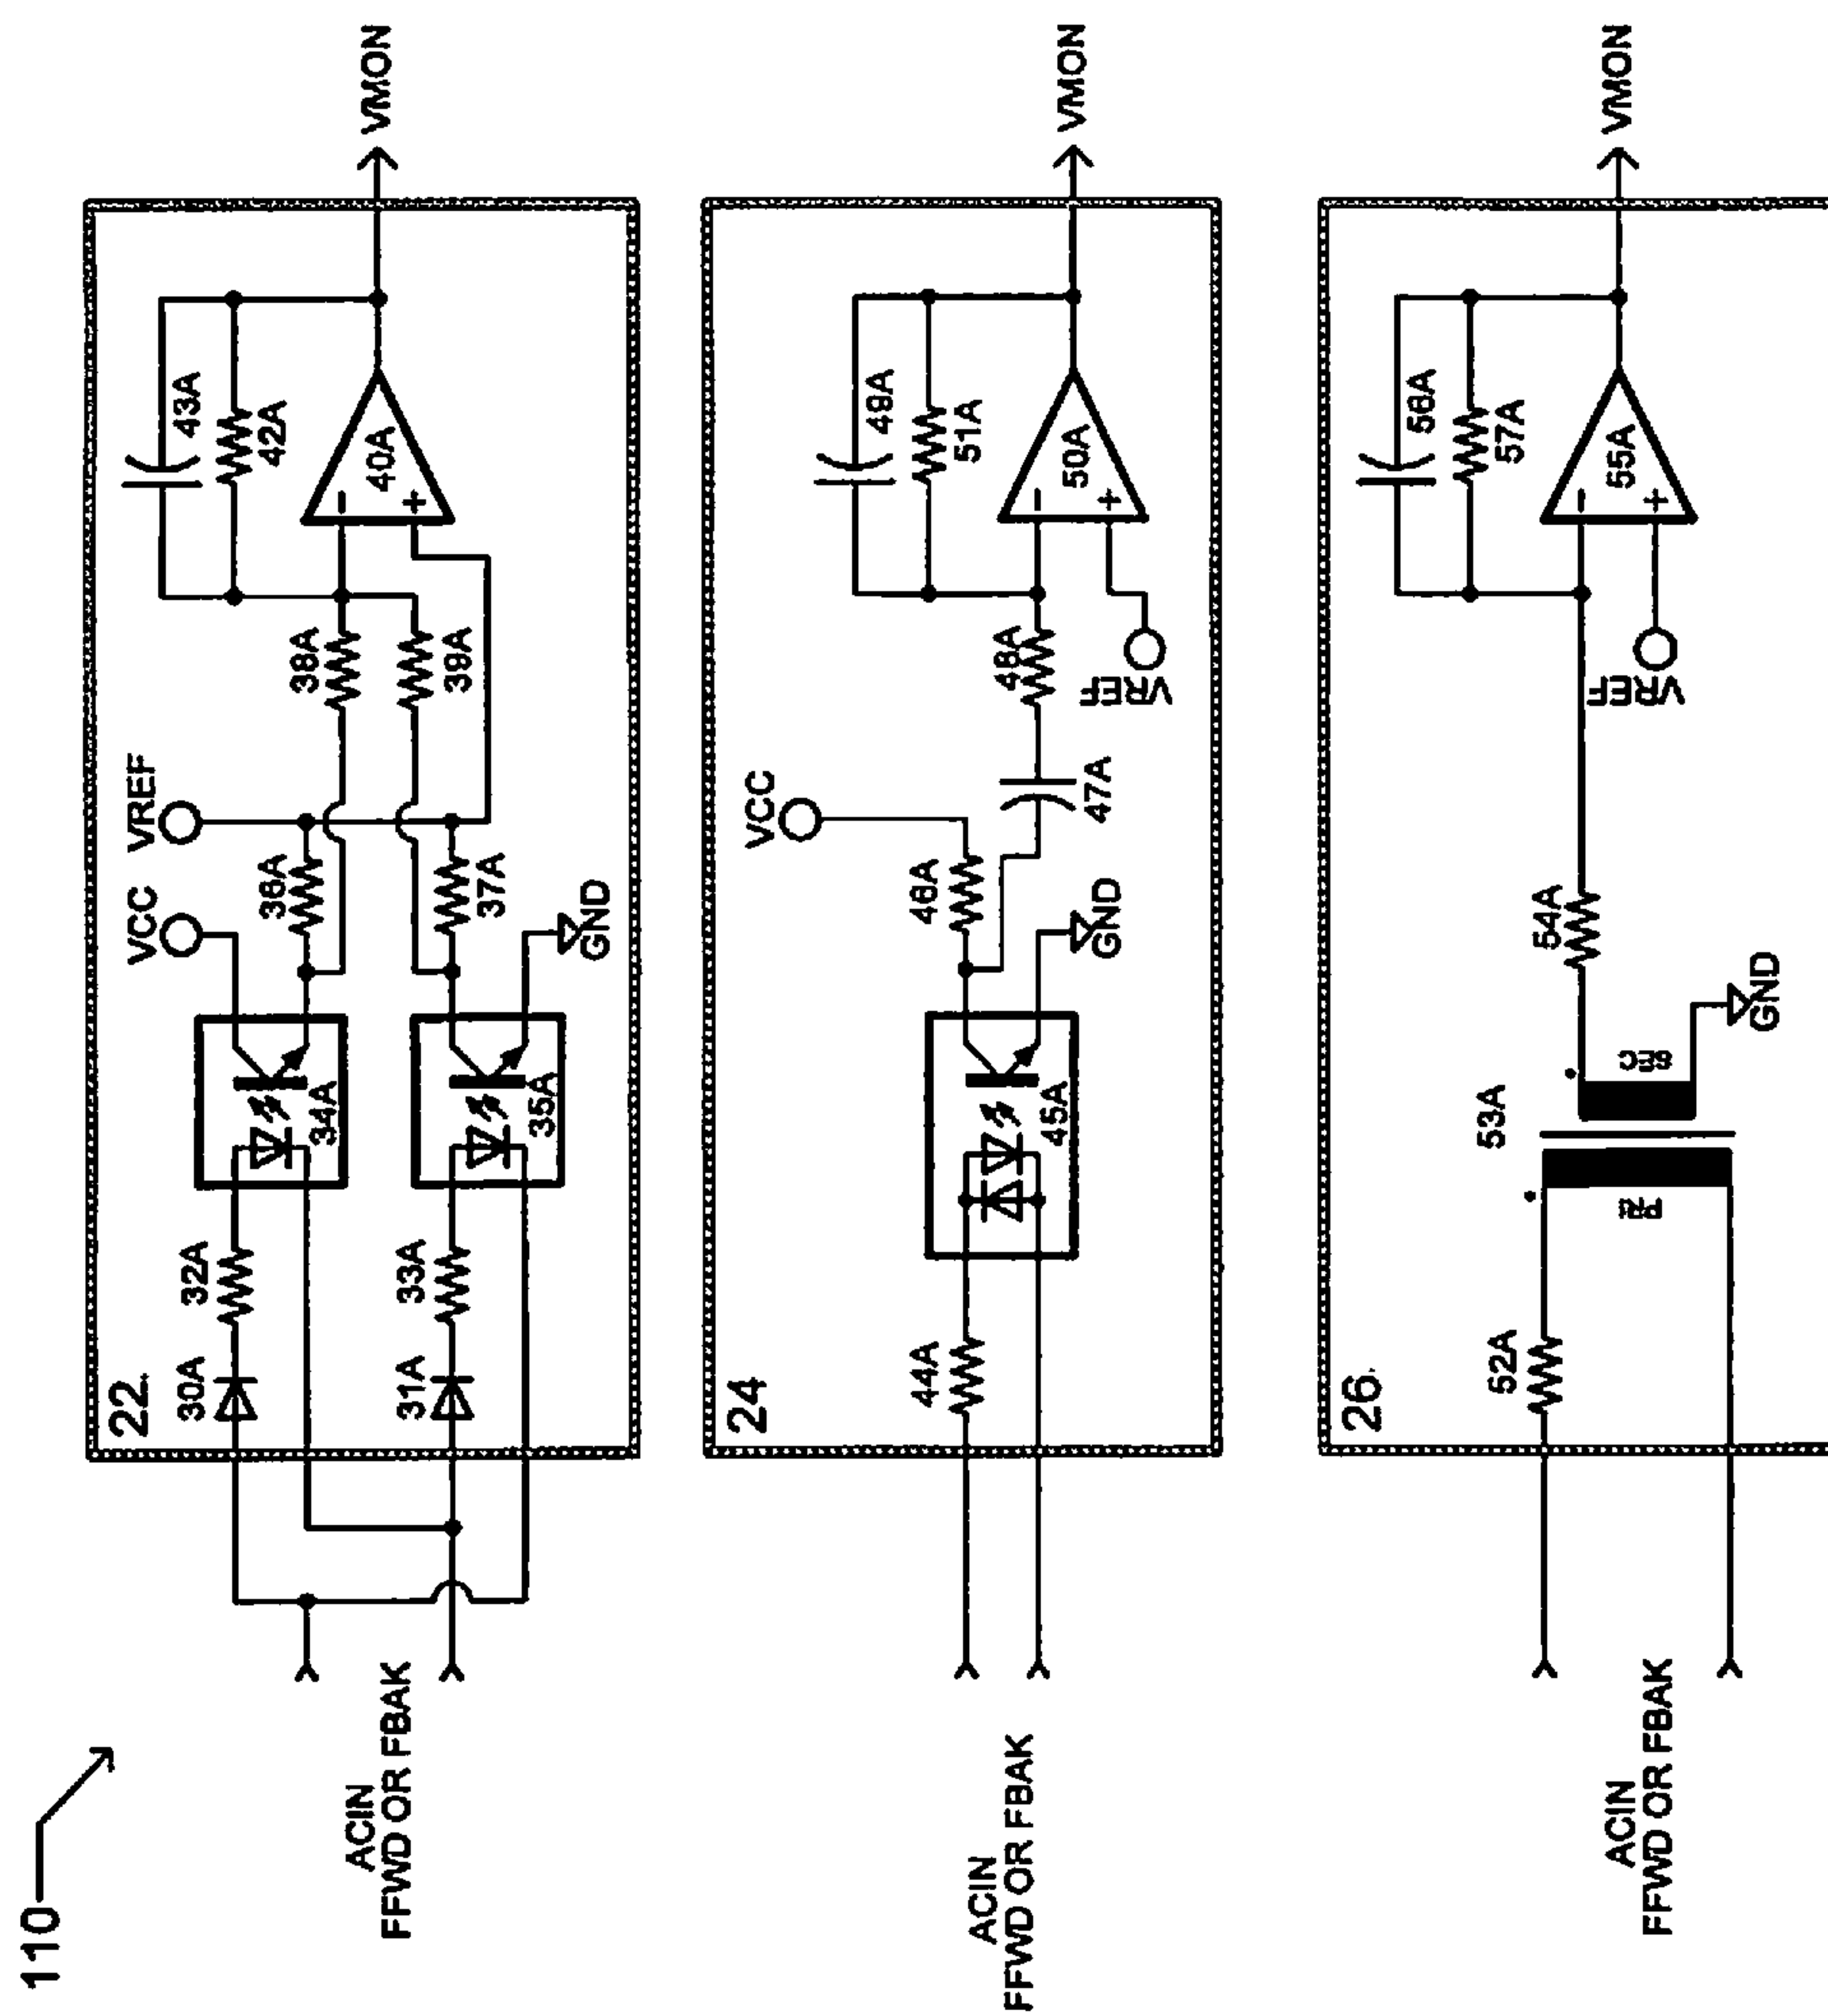 110
22
ACIN
FFWD OR FBAK
30A
31A
32A
33A
34A
35A
VCC
VREF
36A
37A
GND
38A
39A
43A
42A
40A
-
+
VMON
24
ACIN
FFWD OR FBAK
44A
45A
VCC
46A
GND
47A
48A
VREF
49A
51A
50A
-
+
VMON
26
ACIN
FFWD OR FBAK
52A
53A
PRI
SEC
GND
54A
VREF
56A
57A
55A
-
+
VMON